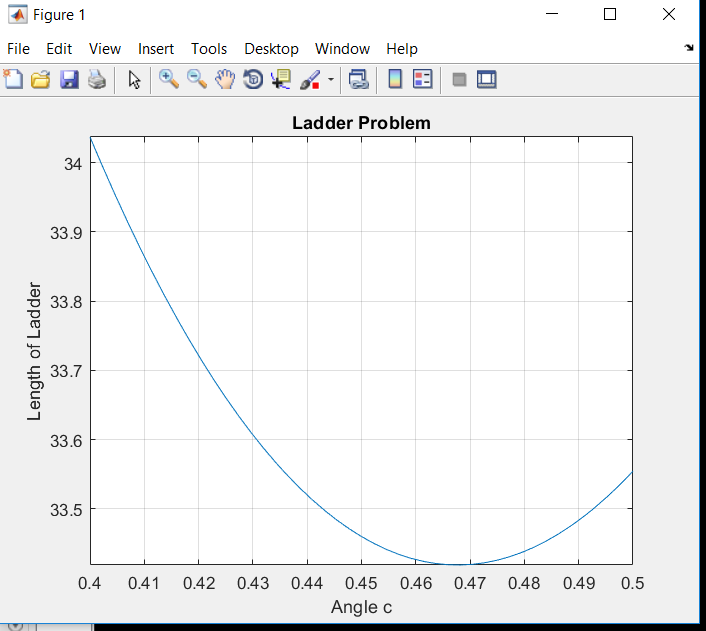 Figure 1
File Edit View Insert Tools Desktop Window Help
Ladder Problem
34
33.9
33.8
33.7
33.6
33.5
Length of Ladder
0.4 0.41 0.42 0.43 0.44 0.45 0.46 0.47 0.48 0.49 0.5
Angle c